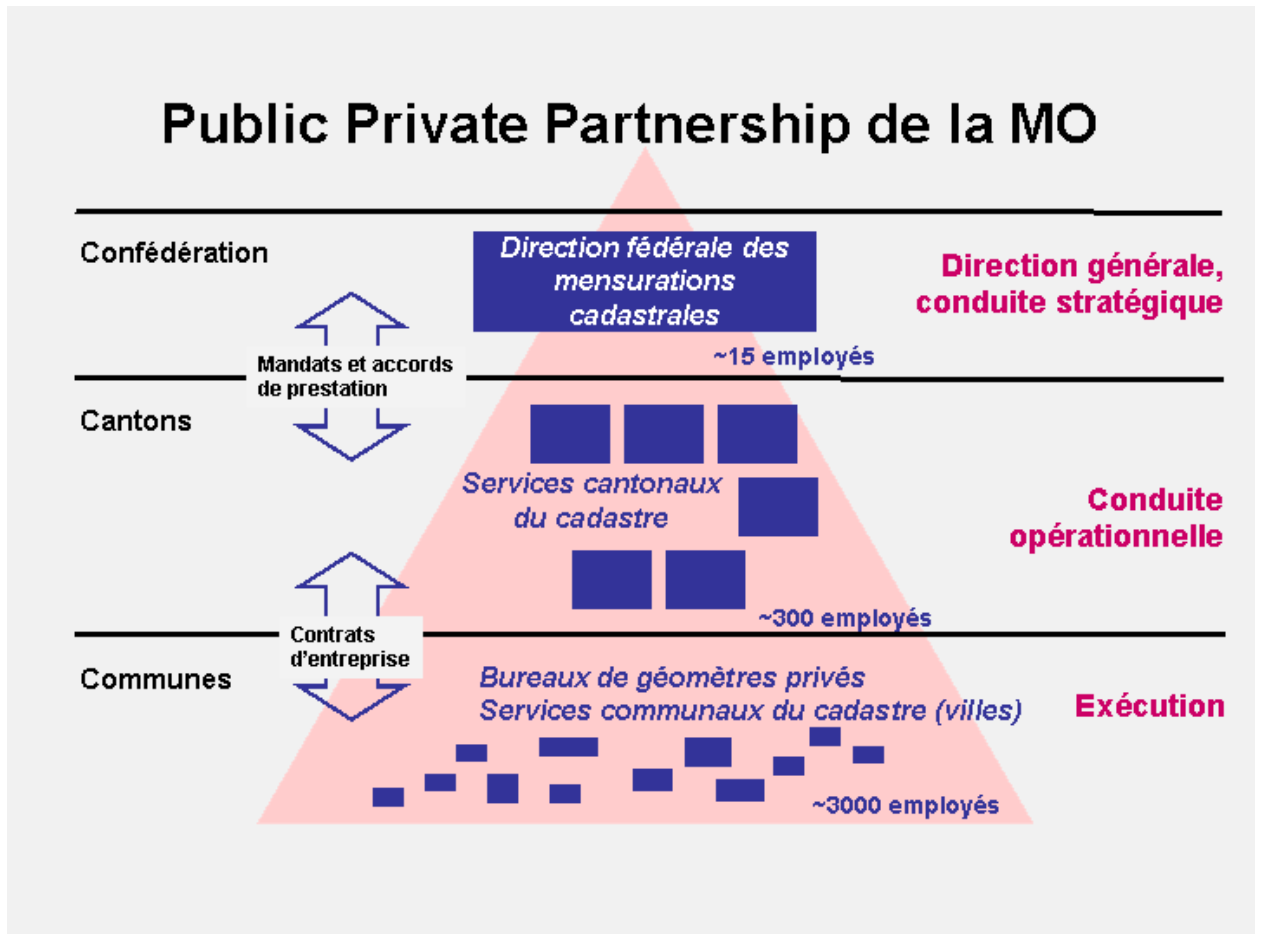 Public Private Partnership de la MO
Confédération
Direction fédérale des
mensurations
cadastrales
Direction générale,
conduite stratégique
~15 employés
Mandats et accords
de prestation
Cantons
Services cantonaux
du cadastre
Conduite
opérationnelle
~300 employés
Contrats
d'entreprise
Communes
Bureaux de géomètres privés
Services communaux du cadastre (villes)
Exécution
~3000 employés